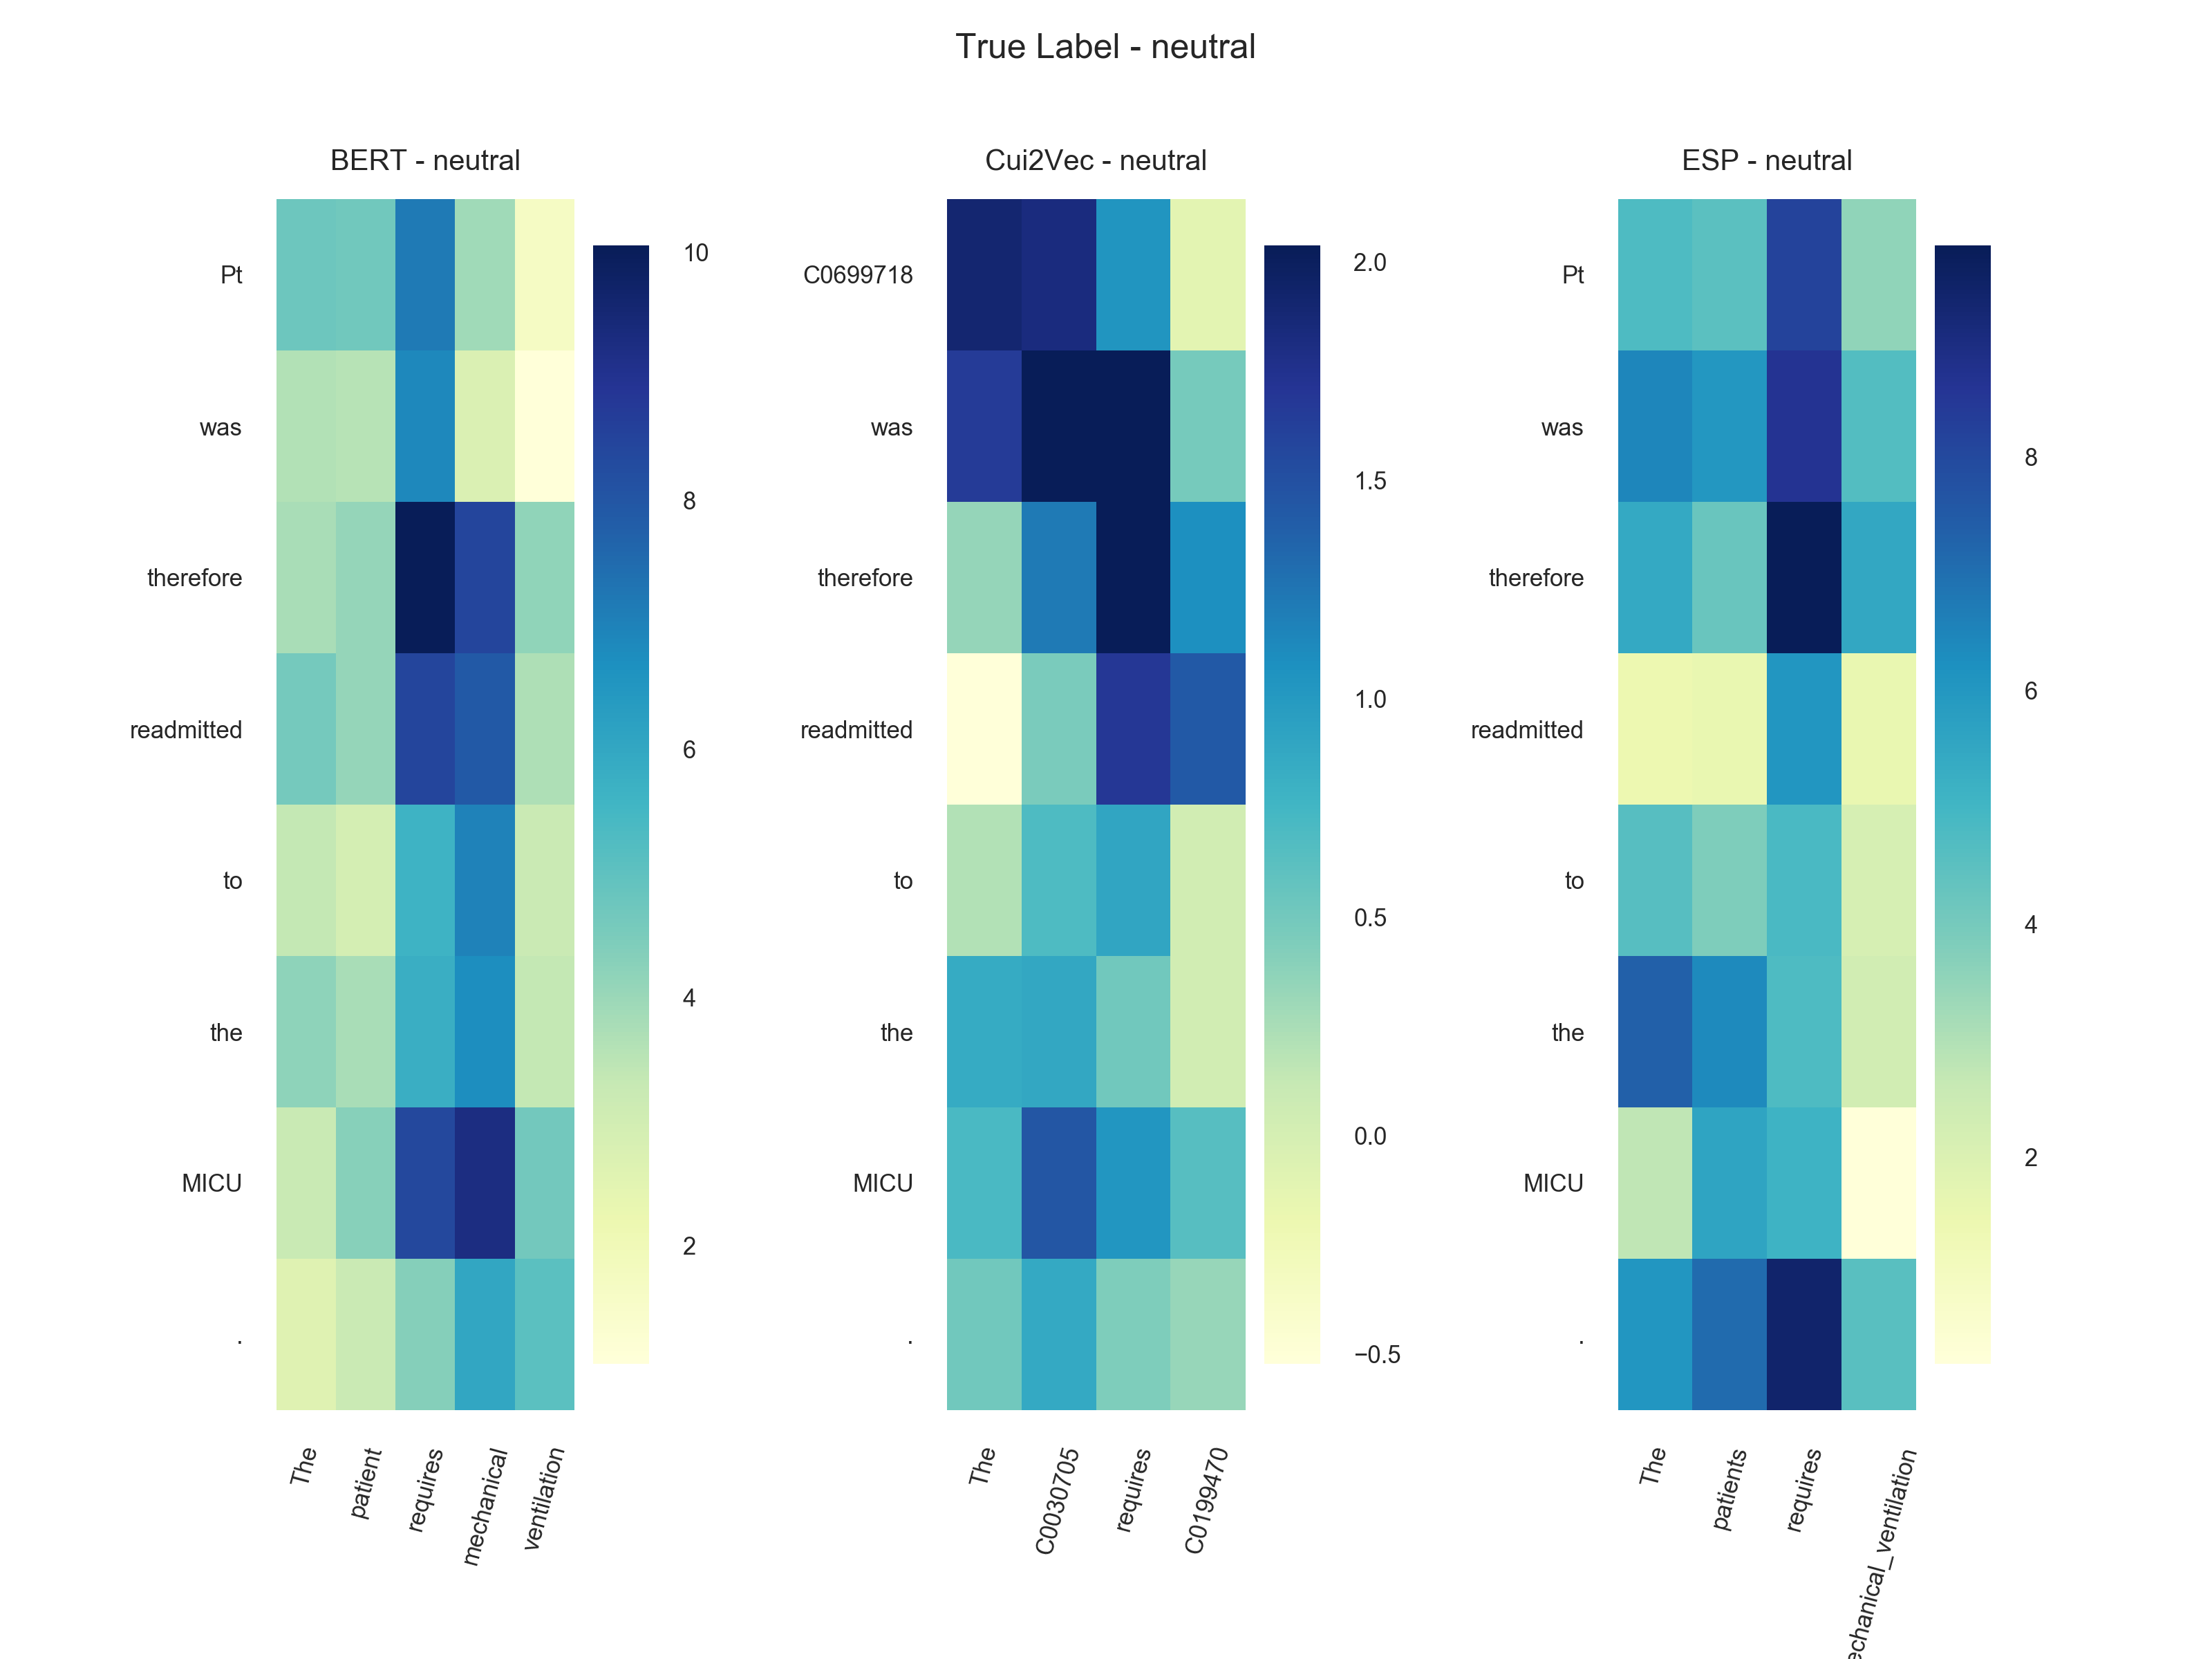 True Label - neutral
BERT - neutral
Pt
was
therefore
readmitted
to
the
MICU
.
The
patient
requires
mechanical
ventilation
10
8
6
4
2
Cui2Vec - neutral
C0699718
was
therefore
readmitted
to
the
MICU
.
The
C0030705
requires
C0199470
2.0
1.5
1.0
0.5
0.0
−0.5
ESP - neutral
Pt
was
therefore
readmitted
to
the
MICU
.
The
patients
requires
echanical_ventilation
8
6
4
2